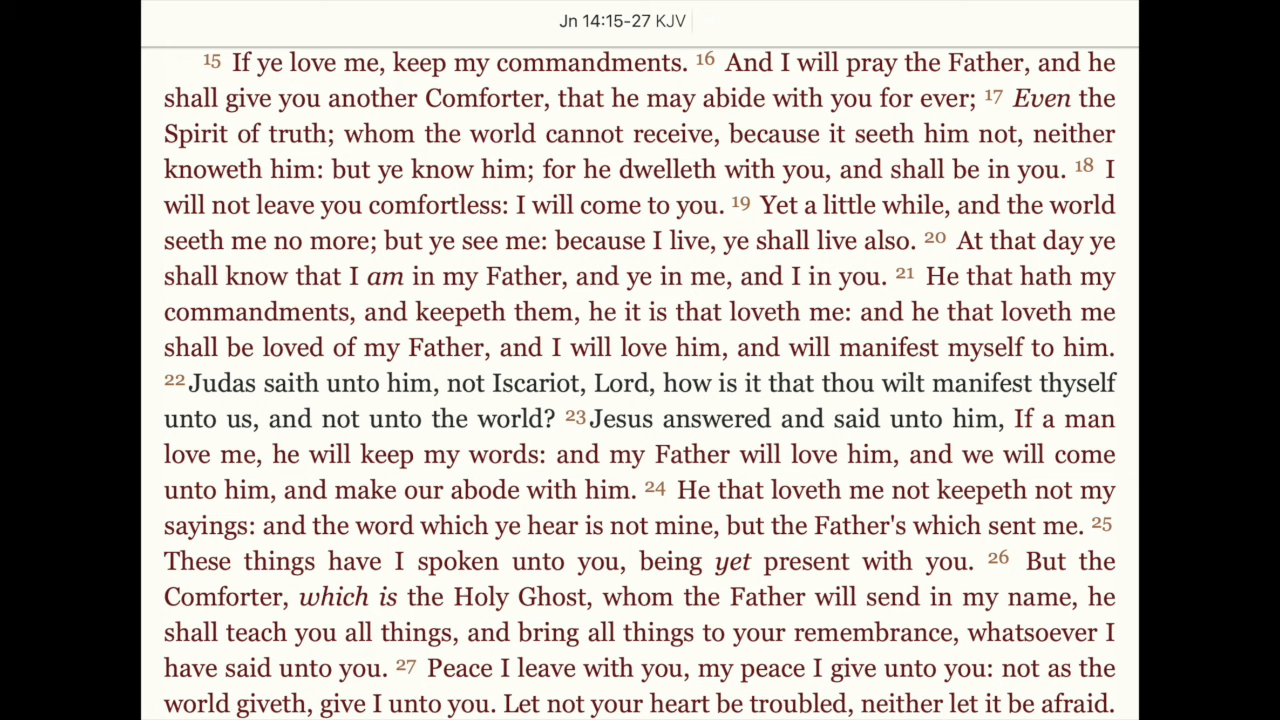 Jn 14:15-27 KJV
15 If ye love me, keep my commandments. 16 And I will pray the Father, and he
shall give you another Comforter, that he may abide with you for ever; 17 Even the
Spirit of truth; whom the world cannot receive, because it seeth him not, neither
knoweth him: but ye know him; for he dwelleth with you, and shall be in you. 18 I
will not leave you comfortless: I will come to you. 19 Yet a little while, and the world
seeth me no more; but ye see me: because I live, ye shall live also. 20 At that day ye
shall know that I am in my Father, and ye in me, and I in you. 21 He that hath my
commandments, and keepeth them, he it is that loveth me: and he that loveth me
shall be loved of my Father, and I will love him, and will manifest myself to him.
22 Judas saith unto him, not Iscariot, Lord, how is it that thou wilt manifest thyself
unto us, and not unto the world? 23 Jesus answered and said unto him, If a man
love me, he will keep my words: and my Father will love him, and we will come
unto him, and make our abode with him. 24 He that loveth me not keepeth not my
sayings: and the word which ye hear is not mine, but the Father's which sent me. 25
These things have I spoken unto you, being yet present with you. 26 But the
Comforter, which is the Holy Ghost, whom the Father will send in my name, he
shall teach you all things, and bring all things to your remembrance, whatsoever I
have said unto you. 27 Peace I leave with you, my peace I give unto you: not as the
world giveth, give I unto you. Let not your heart be troubled, neither let it be afraid.